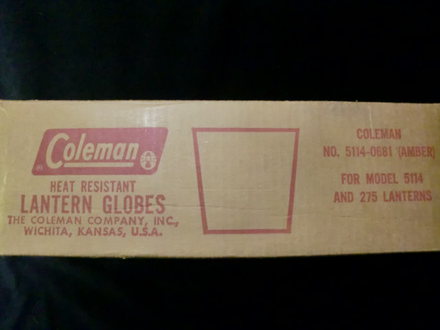 Coleman
HEAT RESISTANT
LANTERN GLOBES
THE COLEMAN COMPANY, INC.,
WICHITA, KANSAS, U.S.A.
COLEMAN
NO. 5114-0681 (AMBER)
FOR MODEL 5114
AND 275 LANTERNS